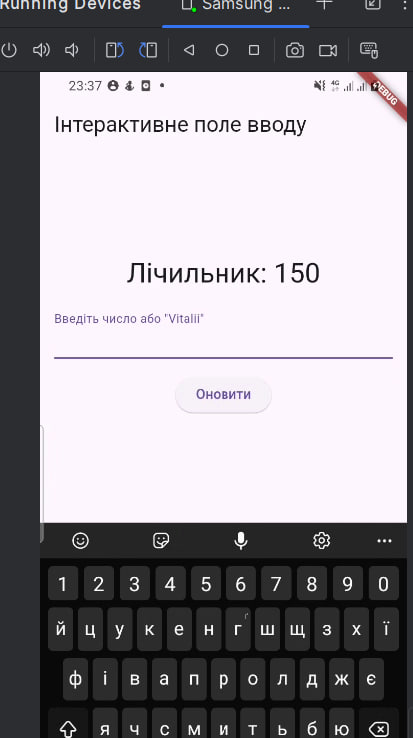 Running Devices
Samsung ...
23:37
4G
DEBUG
Інтерактивне поле вводу
Лічильник: 150
Введіть число або "Vitalii"
Оновити
1 2 3 4 5 6 7 8 9 0
й ц у к е н г ґ ш щ з х ї
ф і в а п р о л д ж є
я ч с м и т ь б ю